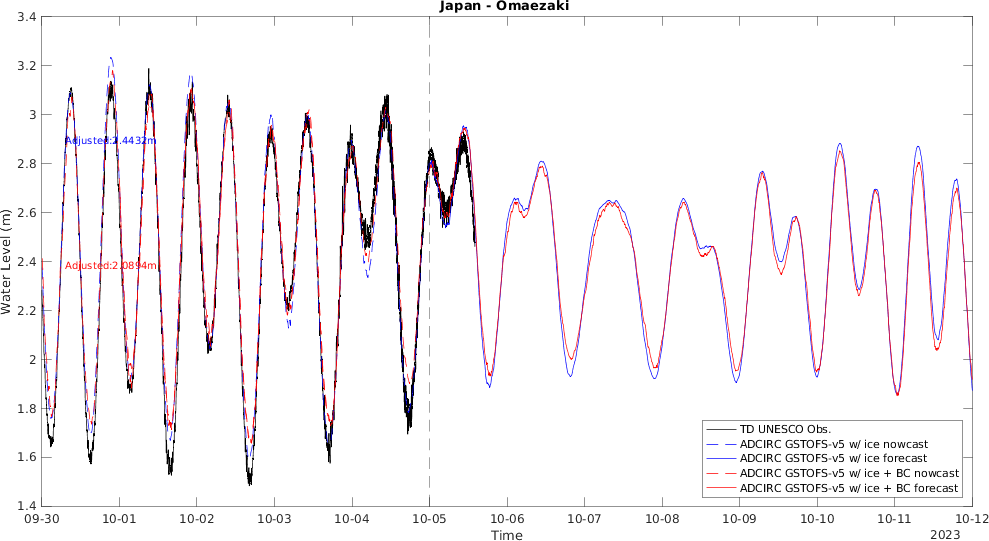 Japan - Omaezaki
Water Level (m)
3.4
3.2
3
2.8
2.6
2.4
2.2
2
1.8
1.6
1.4
Adjusted:2.4432m
Adjusted:2.0894m
TD UNESCO Obs.
ADCIRC GSTOFS-v5 w/ ice nowcast
ADCIRC GSTOFS-v5 w/ ice forecast
ADCIRC GSTOFS-v5 w/ ice + BC nowcast
ADCIRC GSTOFS-v5 w/ ice + BC forecast
09-30 10-01 10-02 10-03 10-04 10-05 10-06 10-07 10-08 10-09 10-10 10-11 10-12
Time
2023